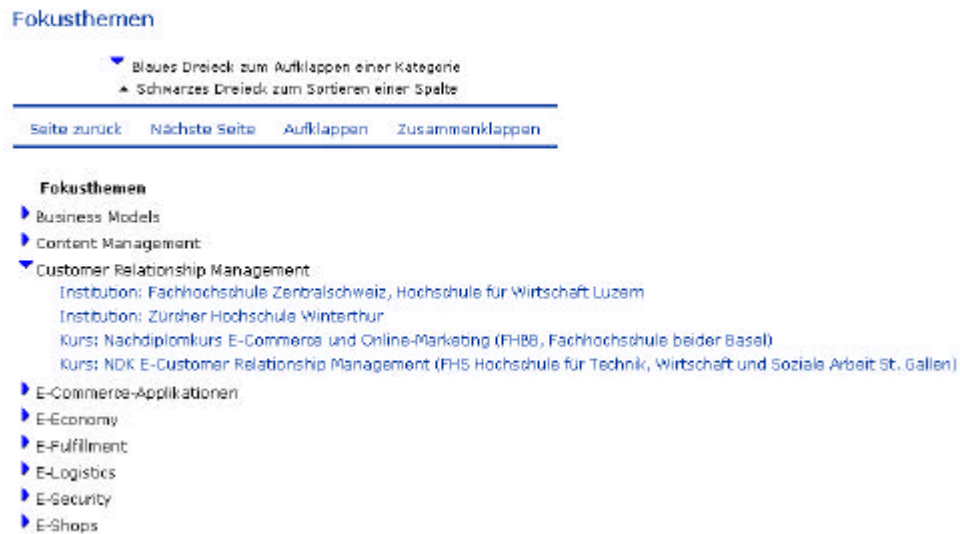 Fokusthemen
Blaues Dreieck zum Aufklappen einer Kategorie
Schwarzes Dreieck zum Sortieren einer Spalte
Seite zurück Nächste Seite Aufklappen Zusammenklappen
Fokusthemen
Business Models
Content Management
Customer Relationship Management
Institution: Fachhochschule Zentralschweiz, Hochschule für Wirtschaft Luzern
Institution: Zürcher Hochschule Winterthur
Kurs: Nachdiplomkurs E-Commerce und Online-Marketing (FHBB, Fachhochschule beider Basel)
Kurs: NDK E-Customer Relationship Management (FHS Hochschule für Technik, Wirtschaft und Soziale Arbeit St. Gallen)
E-Commerce-Applikationen
E-Economy
E-Fulfillment
E-Logistics
E-Security
E-Shops